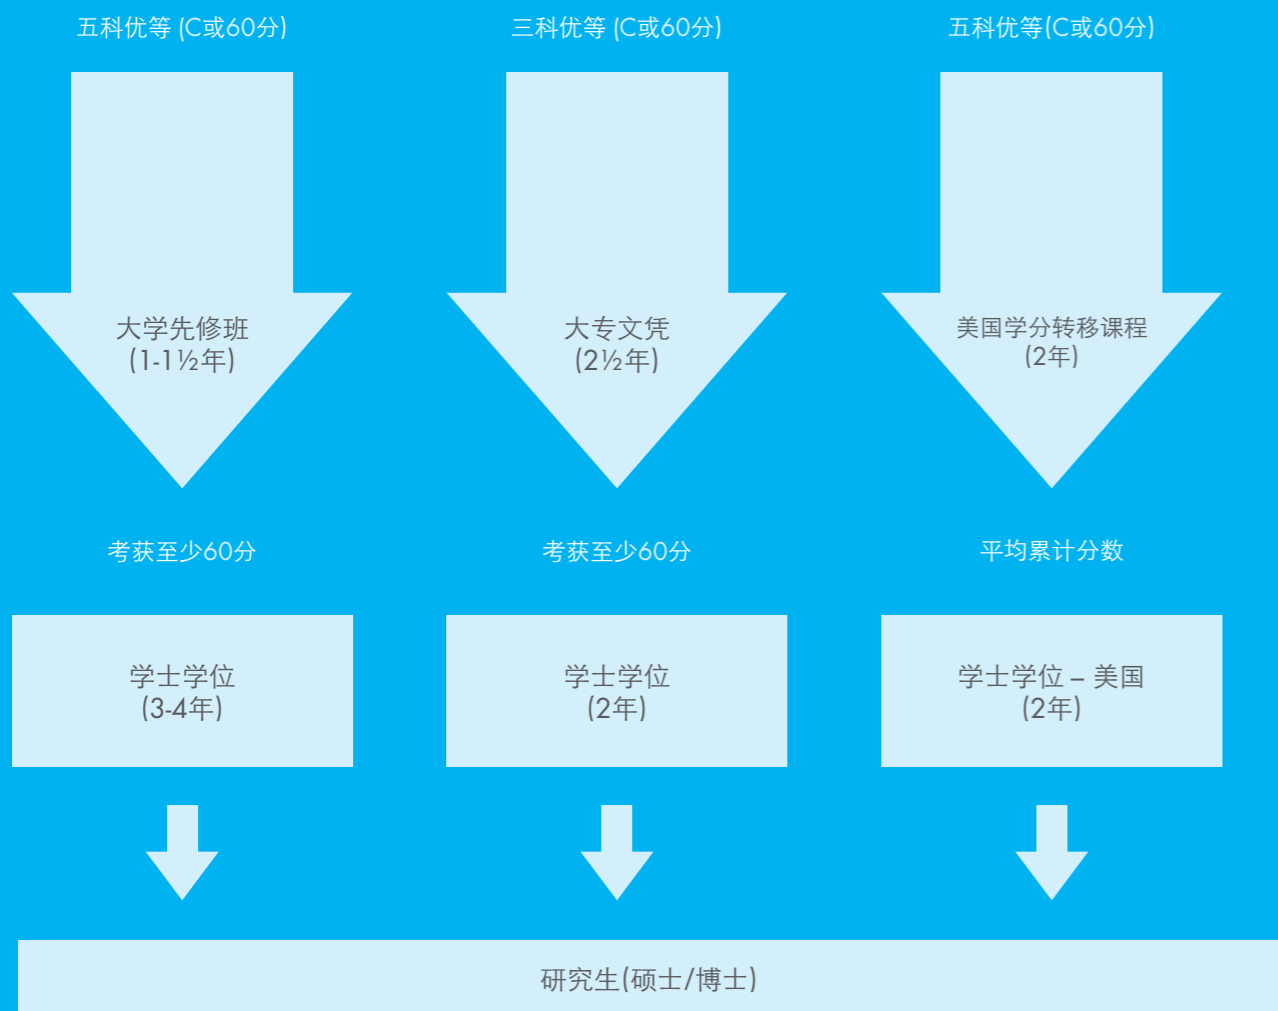 五科优等 (C或60分)
三科优等 (C或60分)
五科优等(C或60分)
大学先修班
(1-1½年)
大专文凭
(2½年)
美国学分转移课程
(2年)
考获至少60分
考获至少60分
平均累计分数
学士学位
(3-4年)
学士学位
(2年)
学士学位 – 美国
(2年)
研究生(硕士/博士)